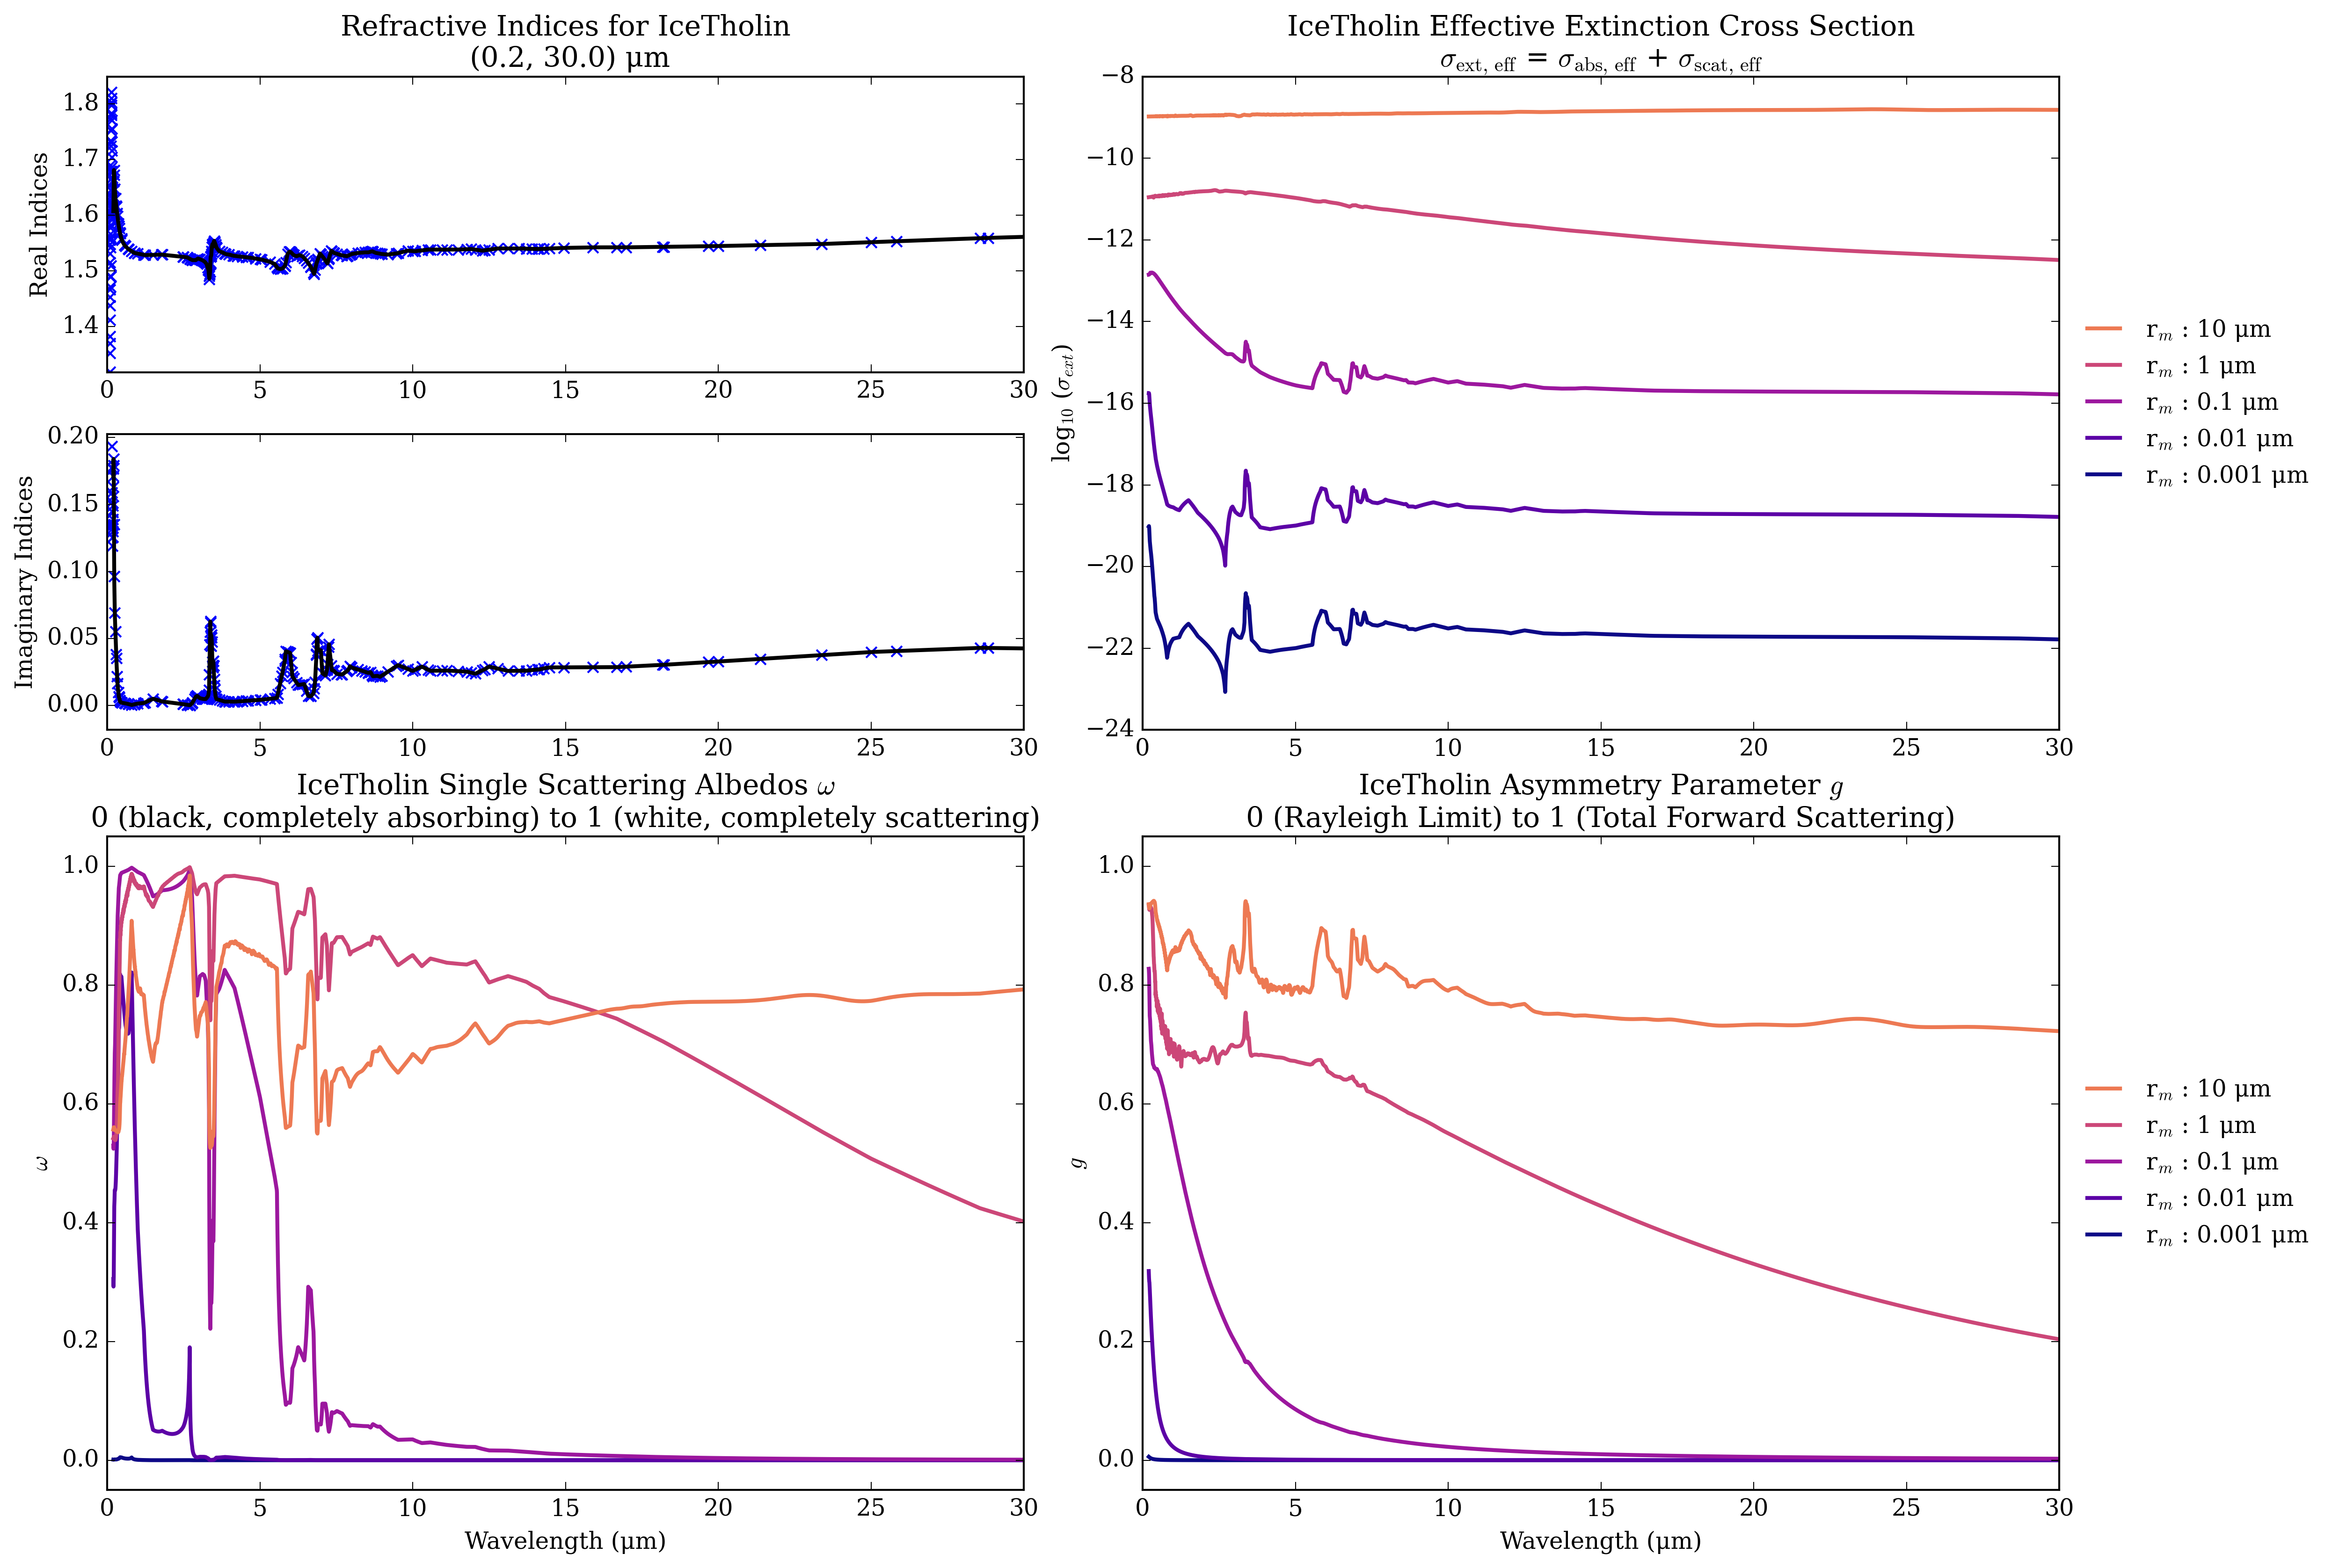 Refractive Indices for IceTholin
(0.2, 30.0) μm
Real Indices
1.8
1.7
1.6
1.5
1.4
0 5 10 15 20 25 30
Imaginary Indices
0.20
0.15
0.10
0.05
0.00
0 5 10 15 20 25 30
IceTholin Effective Extinction Cross Section
σext, eff = σabs, eff + σscat, eff
log10 (σext)
−8
−10
−12
−14
−16
−18
−20
−22
−24
0 5 10 15 20 25 30
rm : 10 μm
rm : 1 μm
rm : 0.1 μm
rm : 0.01 μm
rm : 0.001 μm
IceTholin Single Scattering Albedos ω
0 (black, completely absorbing) to 1 (white, completely scattering)
ω
1.0
0.8
0.6
0.4
0.2
0.0
0 5 10 15 20 25 30
Wavelength (μm)
IceTholin Asymmetry Parameter g
0 (Rayleigh Limit) to 1 (Total Forward Scattering)
g
1.0
0.8
0.6
0.4
0.2
0.0
0 5 10 15 20 25 30
Wavelength (μm)
rm : 10 μm
rm : 1 μm
rm : 0.1 μm
rm : 0.01 μm
rm : 0.001 μm